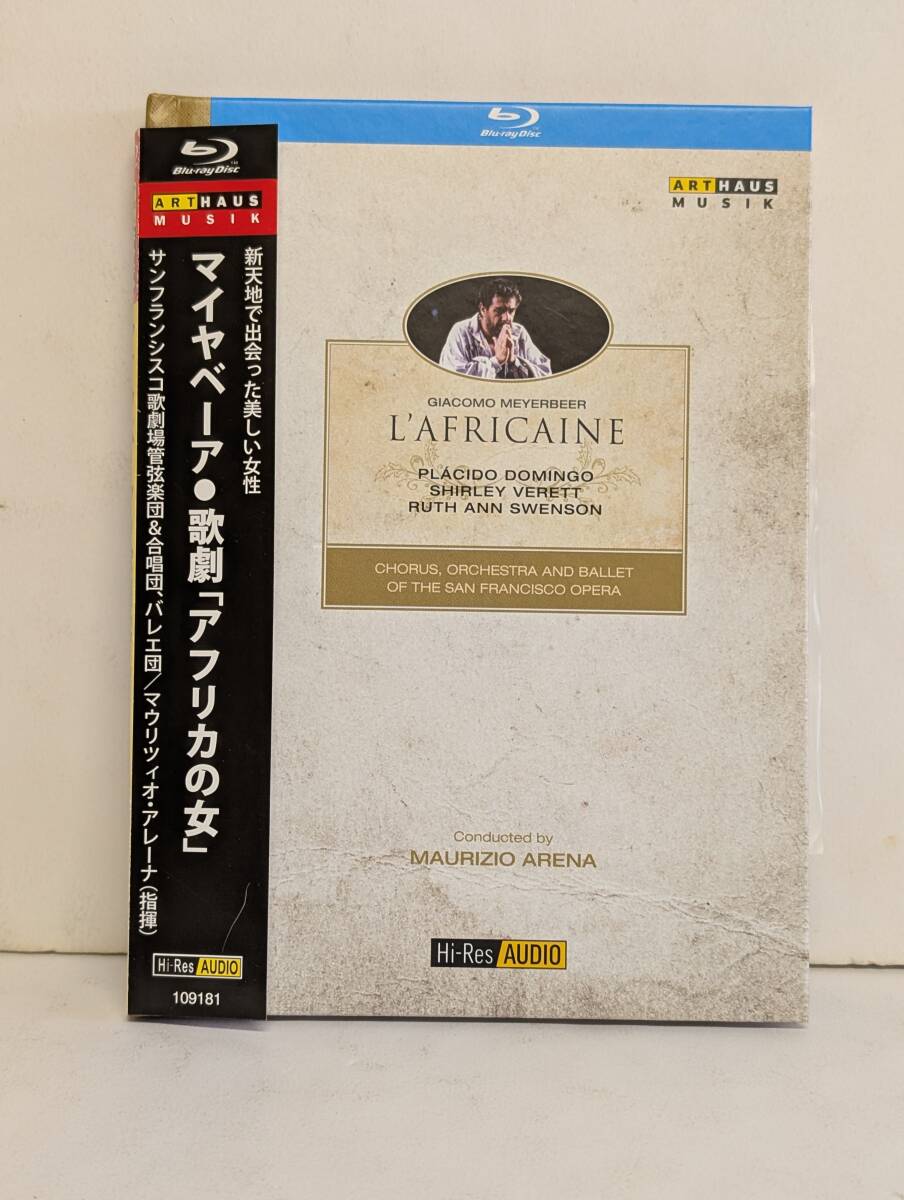 Blu-ray Disc
ARTHAUS
MUSIK
新天地で出会った美しい女性
マイヤベーア●歌劇「アフリカの女」
サンフランシスコ歌劇場管弦楽団&合唱団、バレエ団/マウリツィオ・アレーナ(指揮)
Hi-Res AUDIO
109181
Blu-ray Disc
ARTHAUS
MUSIK
GIACOMO MEYERBEER
L'AFRICAINE
PLÁCIDO DOMINGO
SHIRLEY VERETT
RUTH ANN SWENSON
CHORUS, ORCHESTRA AND BALLET
OF THE SAN FRANCISCO OPERA
Conducted by
MAURIZIO ARENA
Hi-Res AUDIO